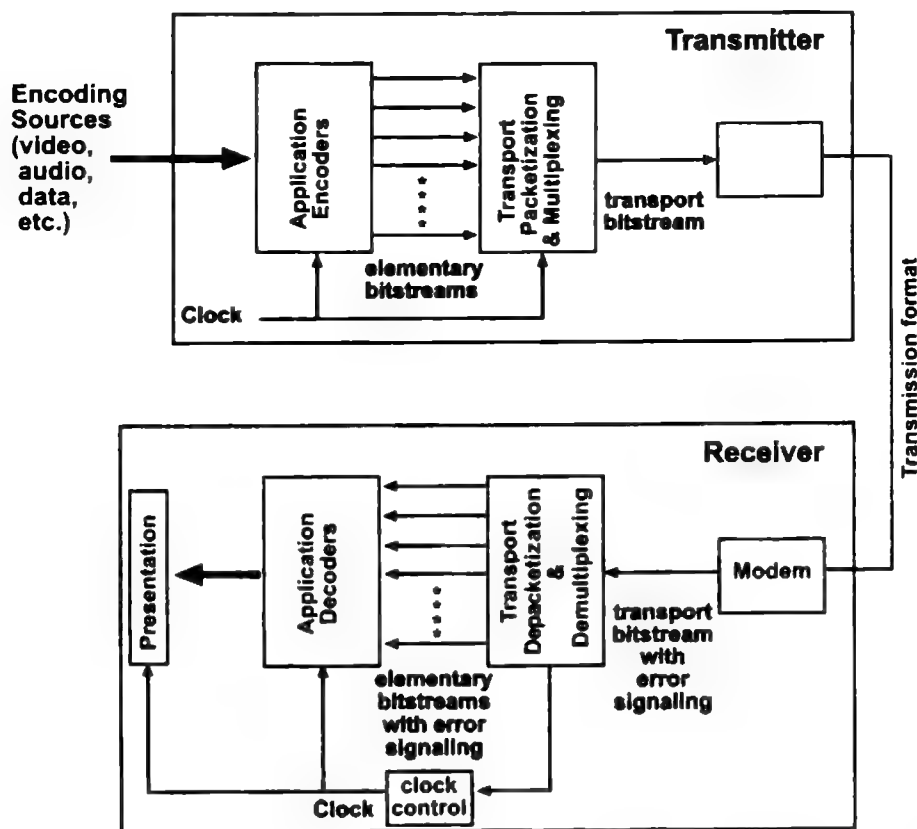 Transmitter
Encoding
Sources
(video,
audio,
data,
etc.)
Application
Encoders
Transport
Packetization
& Multiplexing
transport
bitstream
elementary
bitstreams
Clock
Transmission format
Receiver
Presentation
Application
Decoders
Transport
Depacketization
&
Demultiplexing
Modem
transport
bitstream
with
error
signaling
elementary
bitstreams
with error
signaling
Clock
clock
control